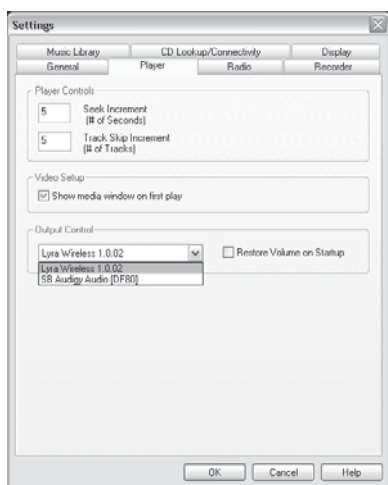 Settings
Music Library
CD Lookup/Connectivity
Display
General
Player
Radio
Recorder
Player Controls
5
Seek Increment
(# of Seconds)
5
Track Skip Increment
(# of Tracks)
Video Setup
Show media window on first play
Output Control
Lyra Wireless 1.0.02
Restore Volume on Startup
Lyra Wireless 1.0.02
SB Audigy Audio [DF80]
OK
Cancel
Help